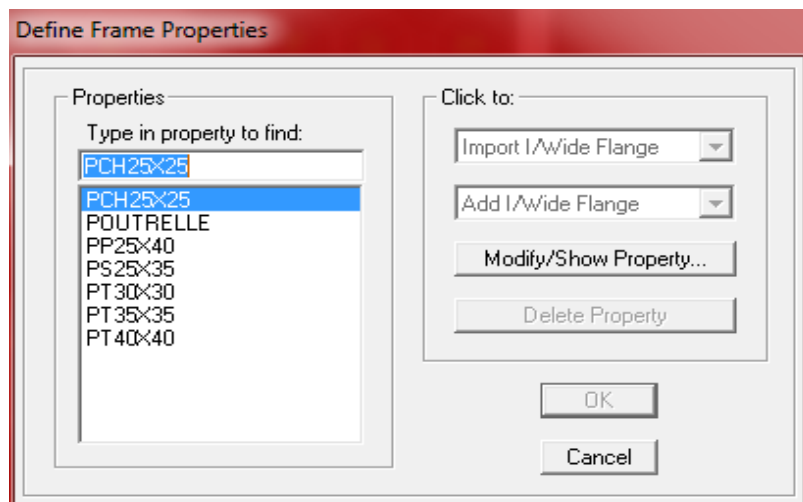 Define Frame Properties
Properties
Type in property to find:
PCH25X25
PCH25X25
POUTRELLE
PP25X40
PS25X35
PT30X30
PT35X35
PT40X40
Click to:
Import I/Wide Flange
Add I/Wide Flange
Modify/Show Property...
Delete Property
OK
Cancel